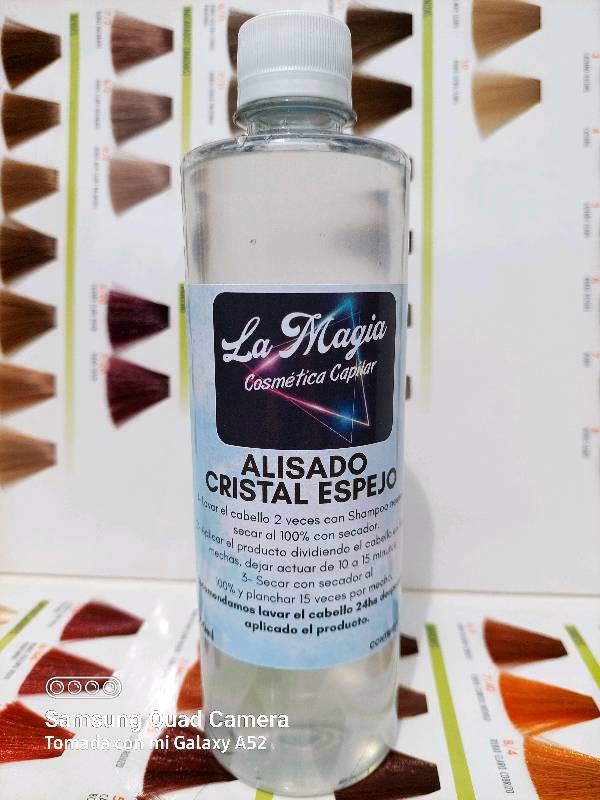 La Magia
Cosmética Capilar
ALISADO
CRISTAL ESPEJO
1- Lavar el cabello 2 veces con Shampoo
secar al 100% con secador.
Aplicar el producto dividiendo el cabello
mechas, dejar actuar de 10 a 15 minutos.
3- Secar con secador al
100% y planchar 15 veces por mecha.
lavar el cabello 24hs
aplicado el producto.
Samsung Quad Camera
Tomada con mi Galaxy A52